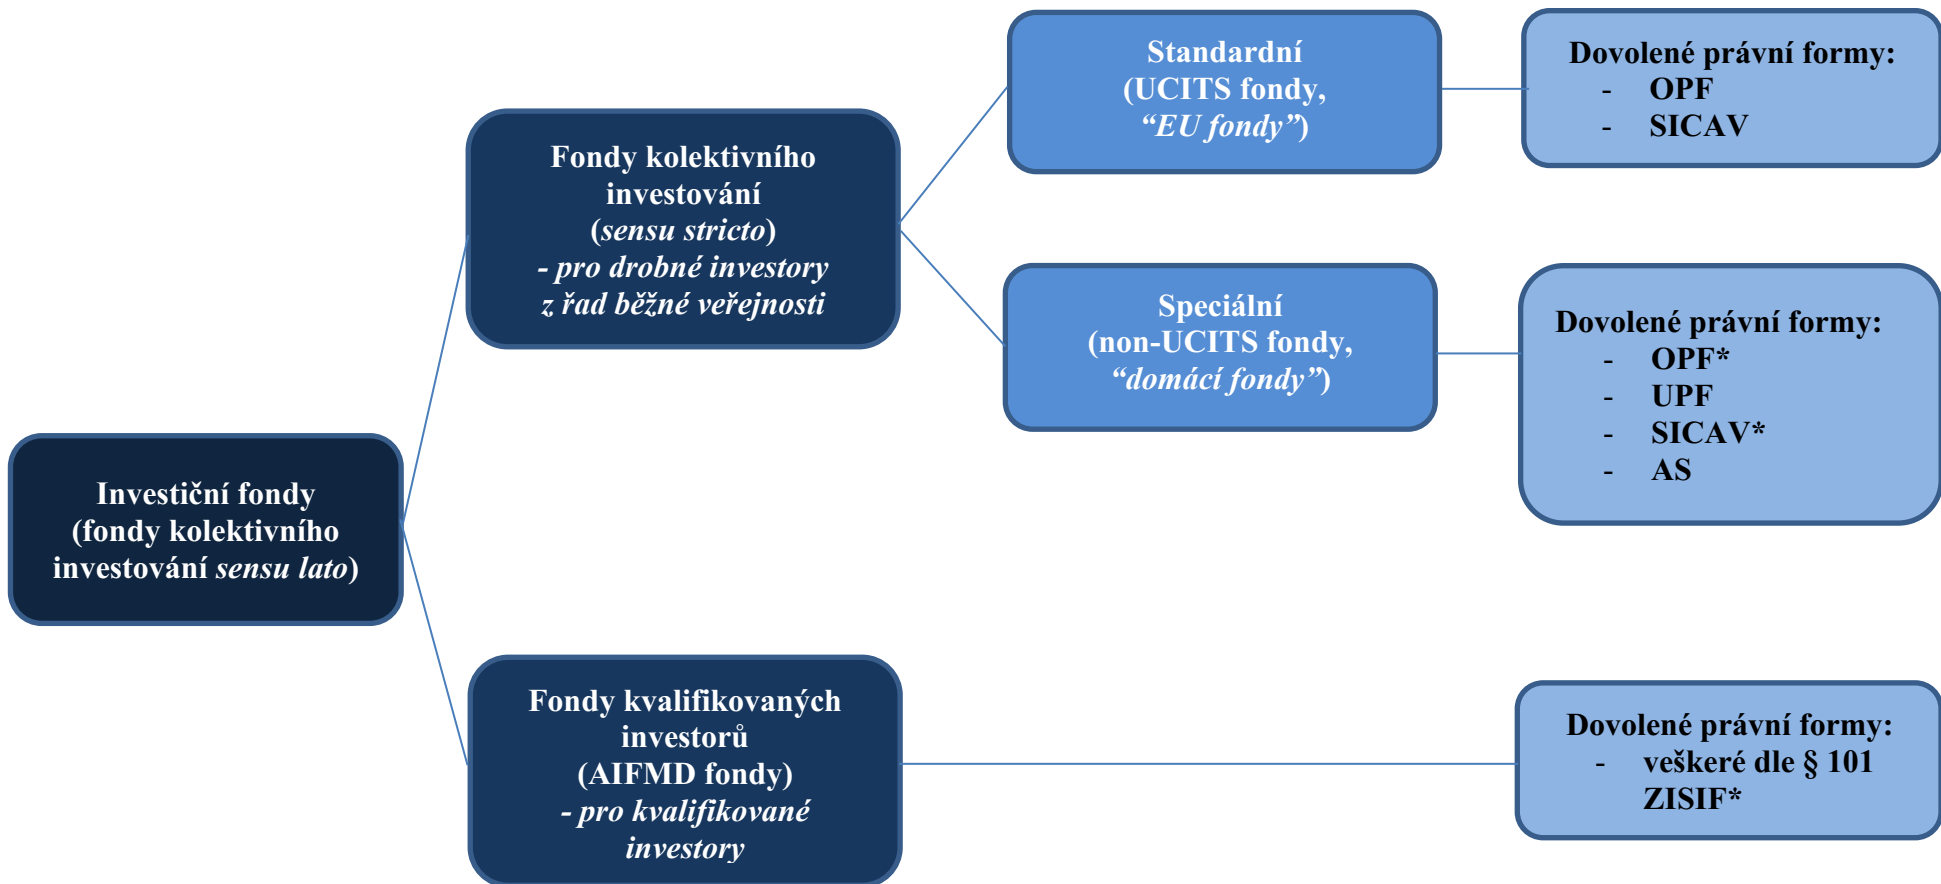 Investiční fondy
(fondy kolektivního
investování sensu lato)
Fondy kolektivního
investování
(sensu stricto)
- pro drobné investory
z řad běžné veřejnosti
Standardní
(UCITS fondy,
“EU fondy”)
Dovolené právní formy:
- OPF
- SICAV
Speciální
(non-UCITS fondy,
“domácí fondy”)
Dovolené právní formy:
- OPF*
- UPF
- SICAV*
- AS
Fondy kvalifikovaných
investorů
(AIFMD fondy)
- pro kvalifikované
investory
Dovolené právní formy:
- veškeré dle § 101
ZISIF*